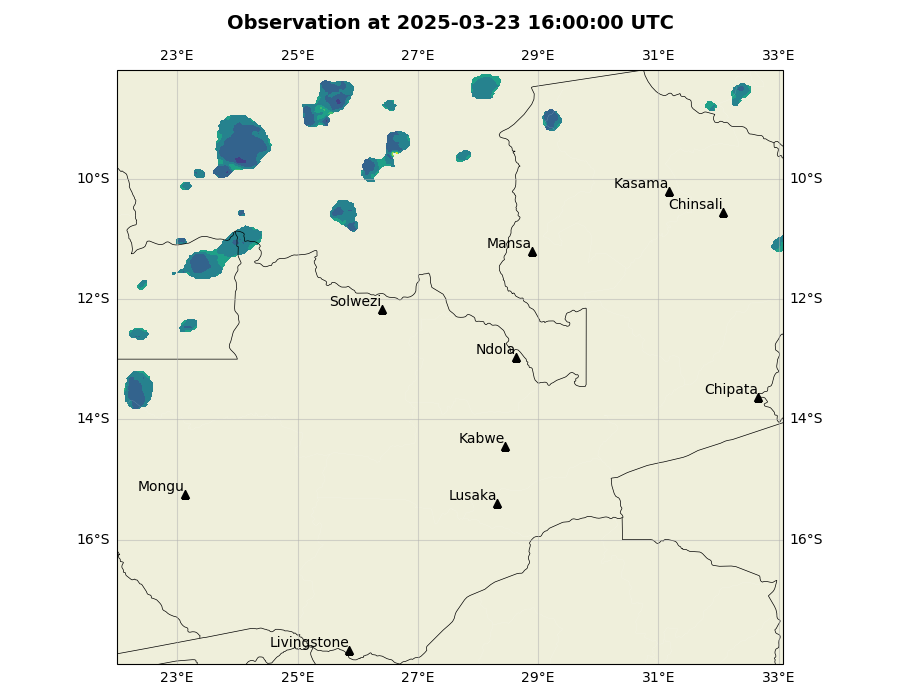 Observation at 2025-03-23 16:00:00 UTC
23°E 25°E 27°E 29°E 31°E 33°E
10°S 10°S
Kasama
Chinsali
Mansa
12°S 12°S
Solwezi
Ndola
Chipata
14°S 14°S
Kabwe
Mongu
Lusaka
16°S 16°S
Livingstone
23°E 25°E 27°E 29°E 31°E 33°E